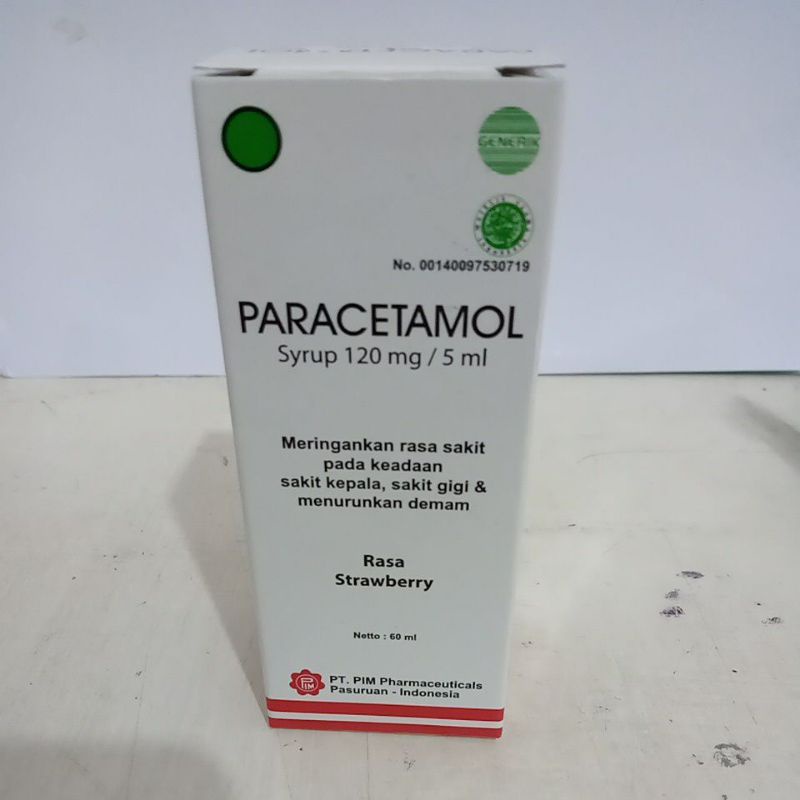 GENERIK
No. 00140097530719
PARACETAMOL
Syrup 120 mg / 5 ml
Meringankan rasa sakit
pada keadaan
sakit kepala, sakit gigi &
menurunkan demam
Rasa
Strawberry
Netto : 60 ml
PIM
PT. PIM Pharmaceuticals
Pasuruan - Indonesia